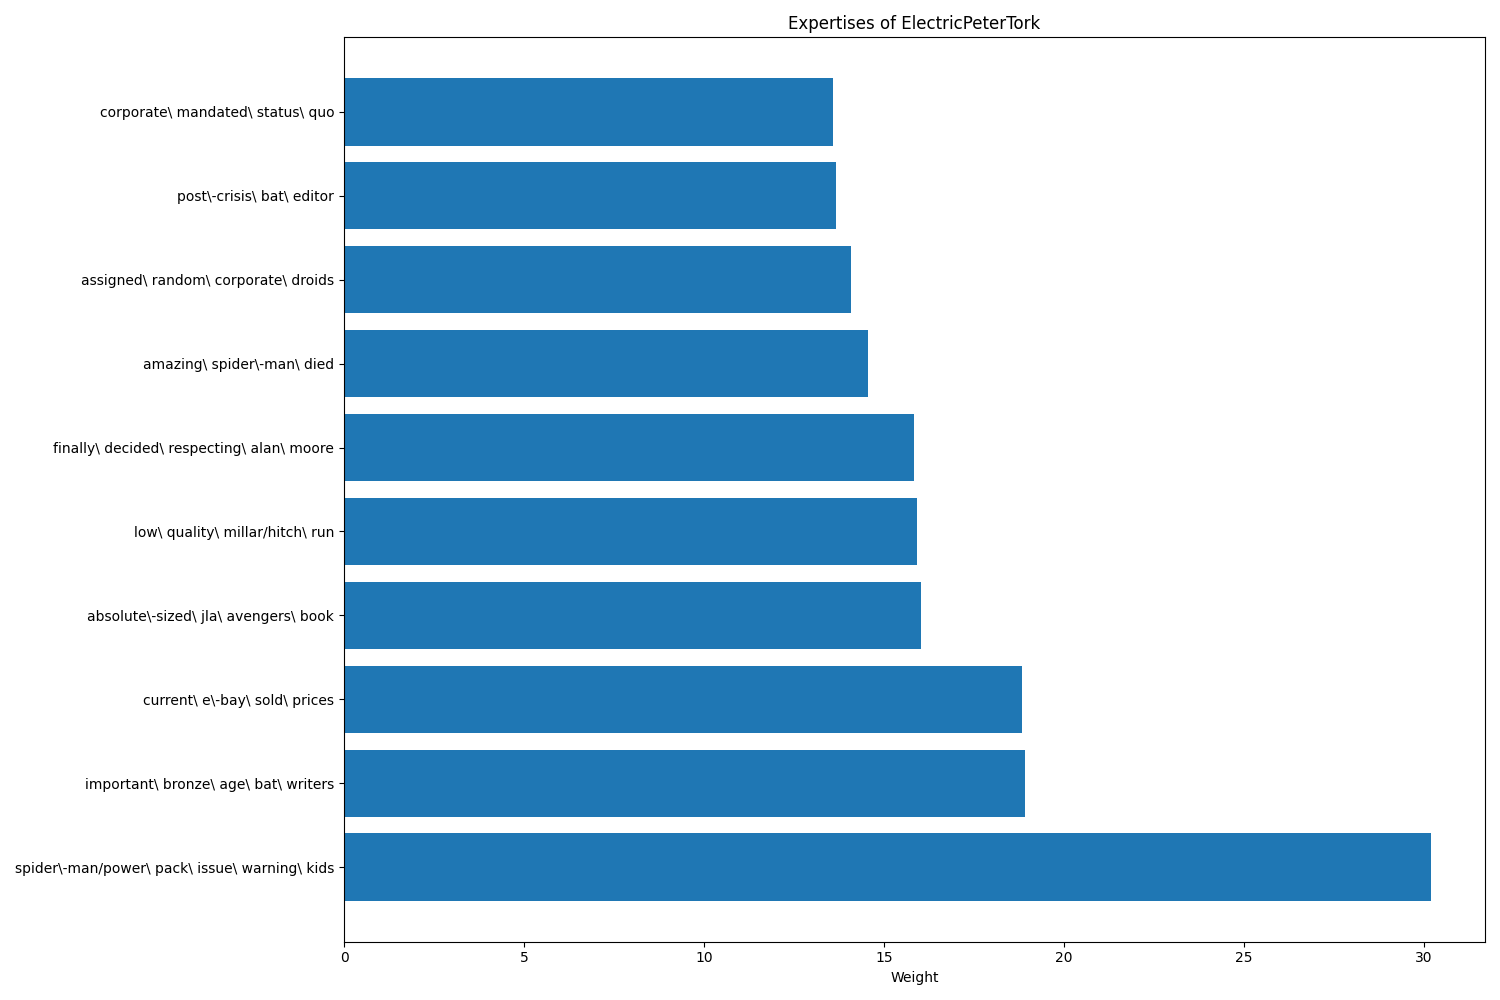 Expertises of ElectricPeterTork
corporate\ mandated\ status\ quo
post\-crisis\ bat\ editor
assigned\ random\ corporate\ droids
amazing\ spider\-man\ died
finally\ decided\ respecting\ alan\ moore
low\ quality\ millar/hitch\ run
absolute\-sized\ jla\ avengers\ book
current\ e\-bay\ sold\ prices
important\ bronze\ age\ bat\ writers
spider\-man/power\ pack\ issue\ warning\ kids
0 5 10 15 20 25 30
Weight